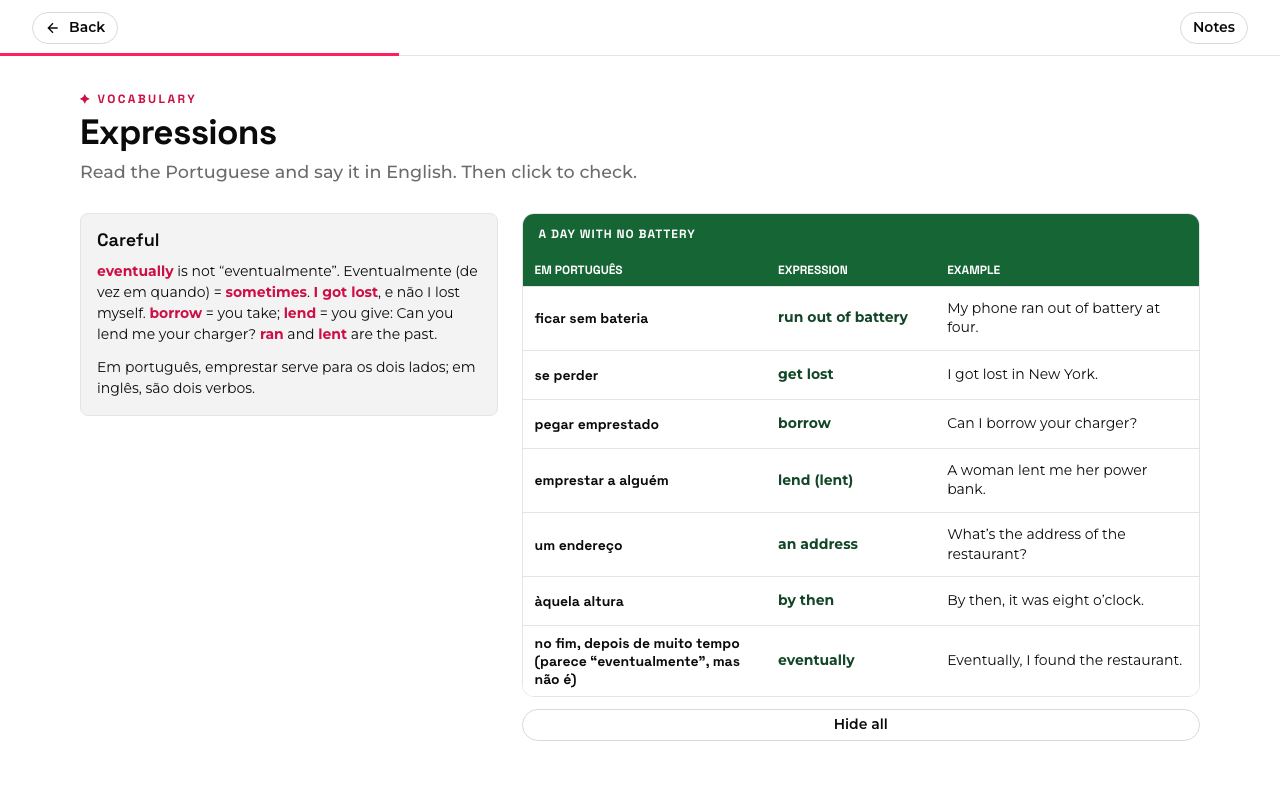 Back
Notes
VOCABULARY
Expressions
Read the Portuguese and say it in English. Then click to check.
Careful
eventually is not “eventualmente”. Eventualmente (de
vez em quando) = sometimes. I got lost, e não I lost
myself. borrow = you take; lend = you give: Can you
lend me your charger? ran and lent are the past.
Em português, emprestar serve para os dois lados; em
inglês, são dois verbos.
A DAY WITH NO BATTERY
EM PORTUGUÊS EXPRESSION EXAMPLE
ficar sem bateria run out of battery My phone ran out of battery at
four.
se perder get lost I got lost in New York.
pegar emprestado borrow Can I borrow your charger?
emprestar a alguém lend (lent) A woman lent me her power
bank.
um endereço an address What’s the address of the
restaurant?
àquela altura by then By then, it was eight o’clock.
no fim, depois de muito tempo
(parece “eventualmente”, mas
não é)
eventually Eventually, I found the restaurant.
Hide all